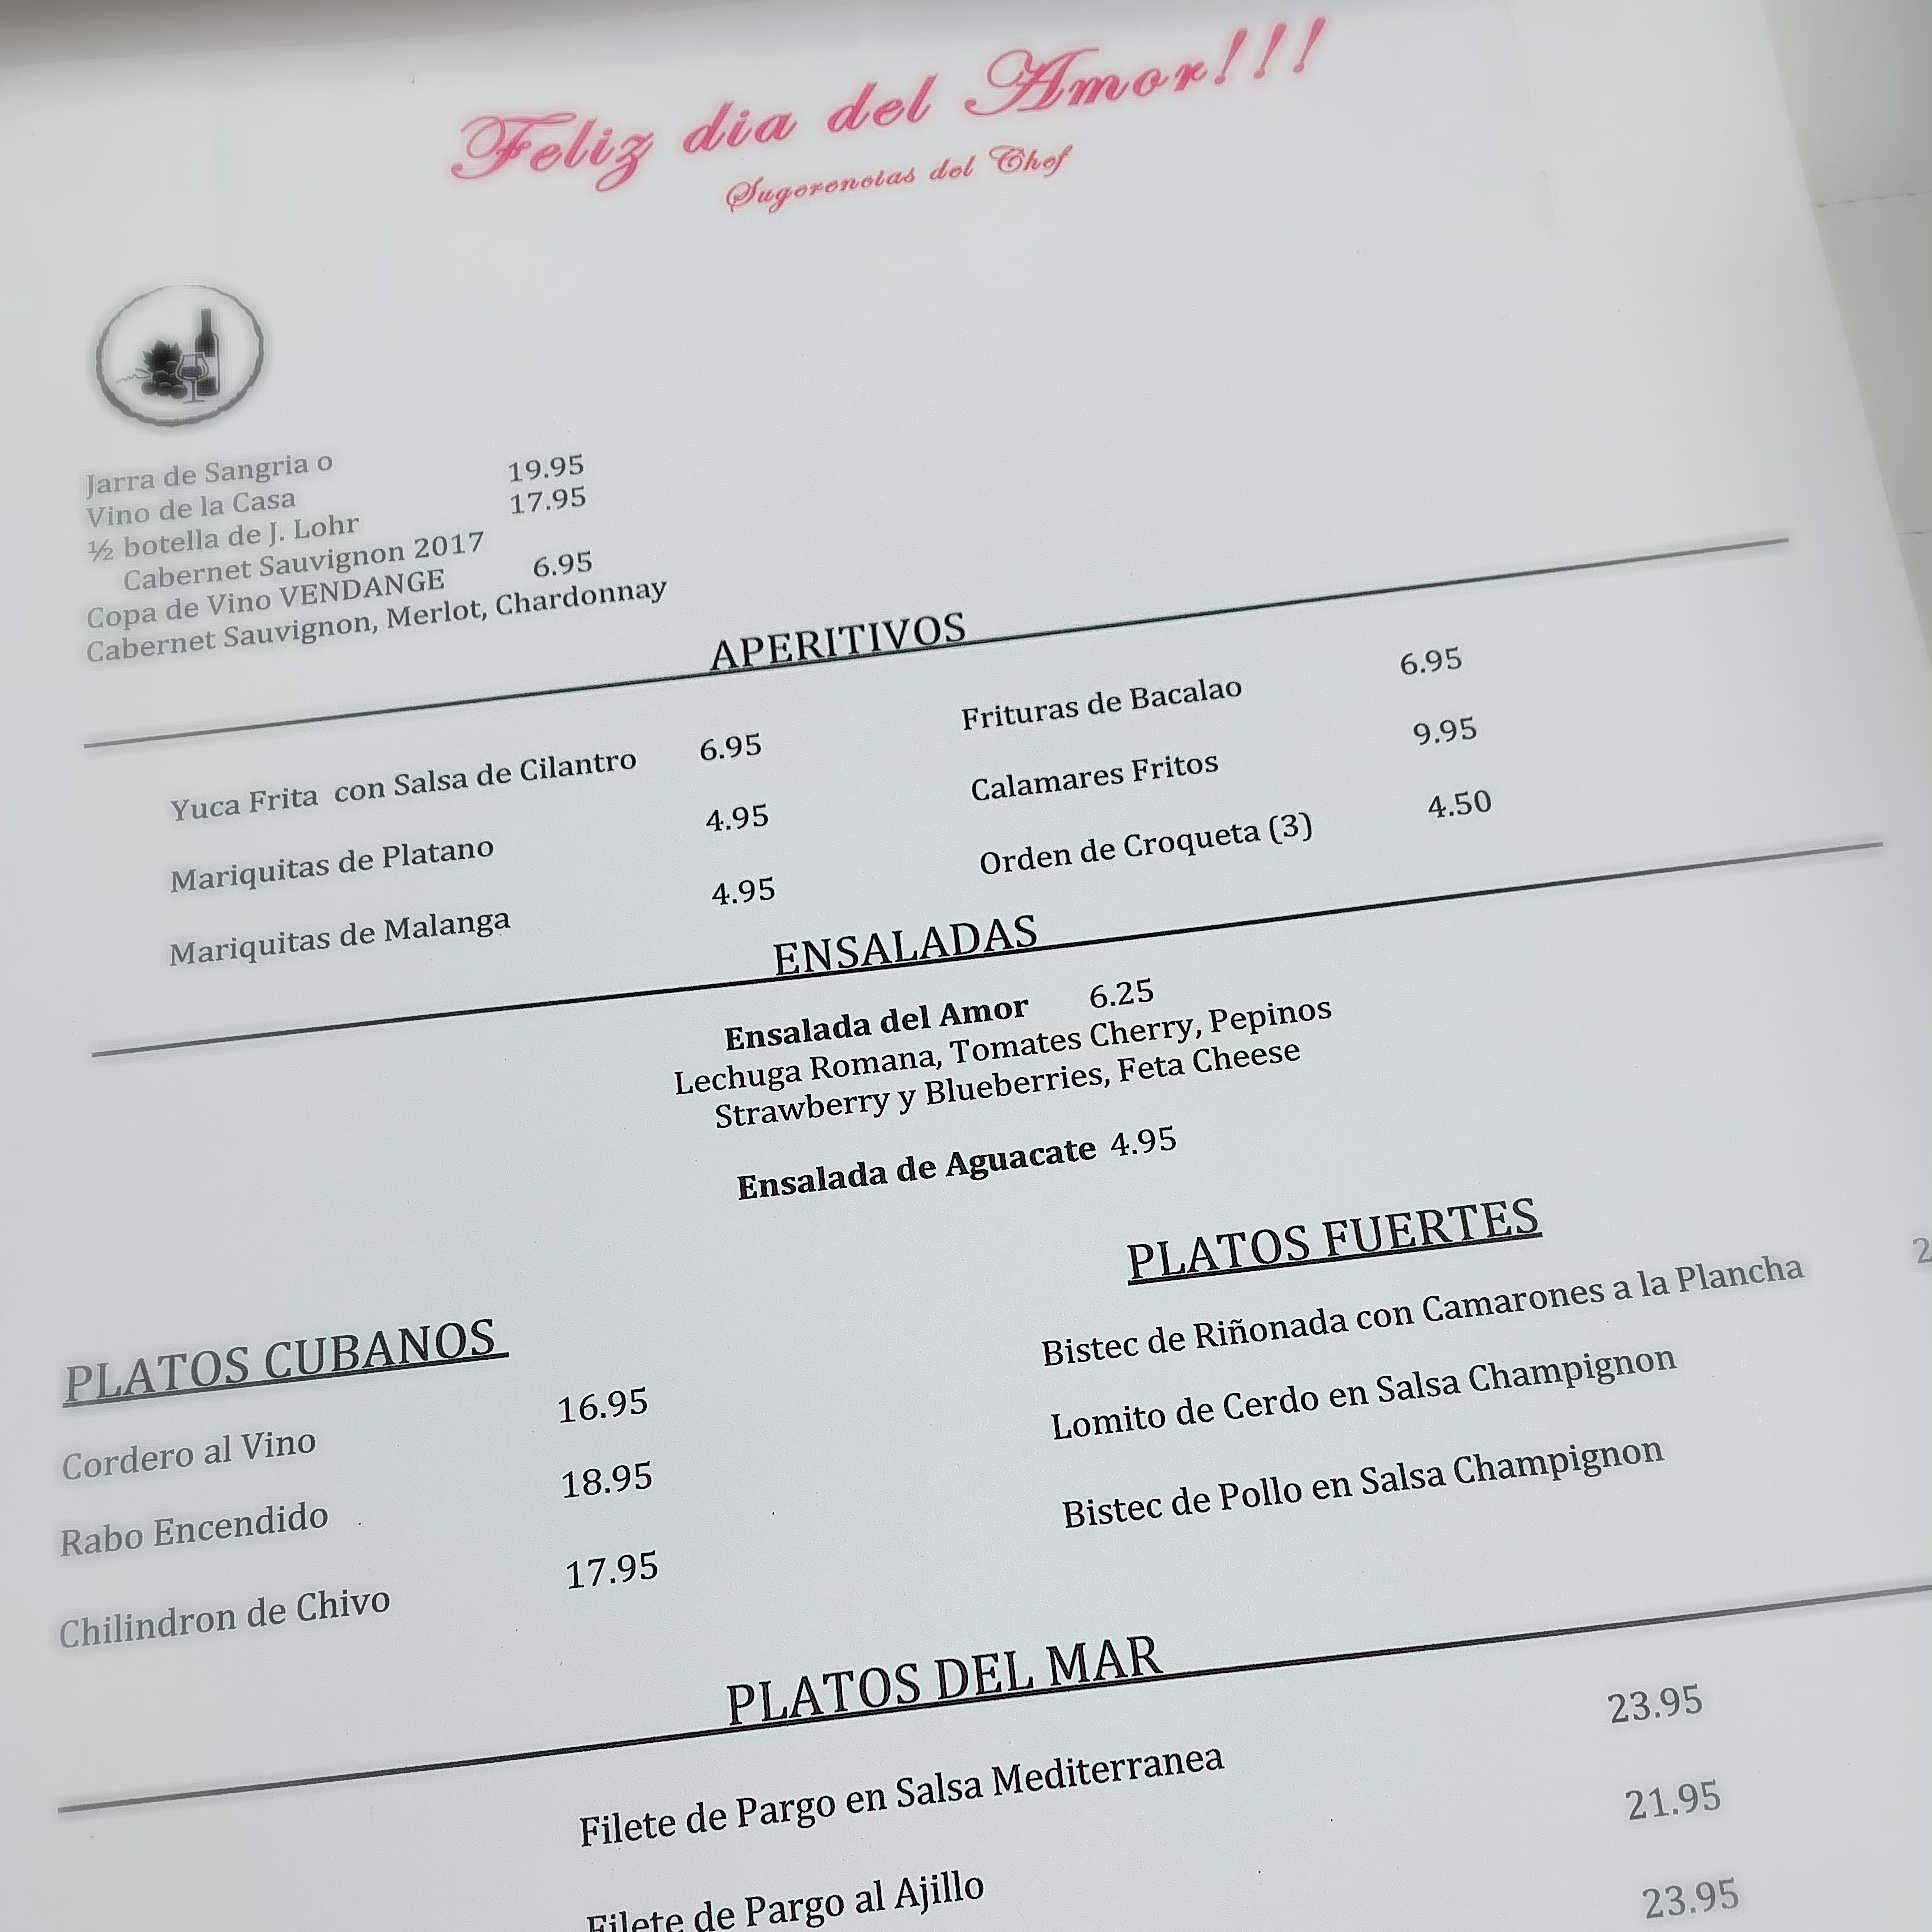 Feliz dia del Amor!!!
Sugerencias del Chef
Jarra de Sangria o 19.95
Vino de la Casa 17.95
½ botella de J. Lohr
Cabernet Sauvignon 2017
Copa de Vino VENDANGE 6.95
Cabernet Sauvignon, Merlot, Chardonnay
APERITIVOS
Yuca Frita con Salsa de Cilantro 6.95 Frituras de Bacalao 6.95
Mariquitas de Platano 4.95 Calamares Fritos 9.95
Mariquitas de Malanga 4.95 Orden de Croqueta (3) 4.50
ENSALADAS
Ensalada del Amor 6.25
Lechuga Romana, Tomates Cherry, Pepinos
Strawberry y Blueberries, Feta Cheese
Ensalada de Aguacate 4.95
PLATOS CUBANOS
Cordero al Vino 16.95
Rabo Encendido 18.95
Chilindron de Chivo 17.95
PLATOS FUERTES
Bistec de Riñonada con Camarones a la Plancha
Lomito de Cerdo en Salsa Champignon
Bistec de Pollo en Salsa Champignon
PLATOS DEL MAR
Filete de Pargo en Salsa Mediterranea 23.95
Filete de Pargo al Ajillo 21.95
23.95